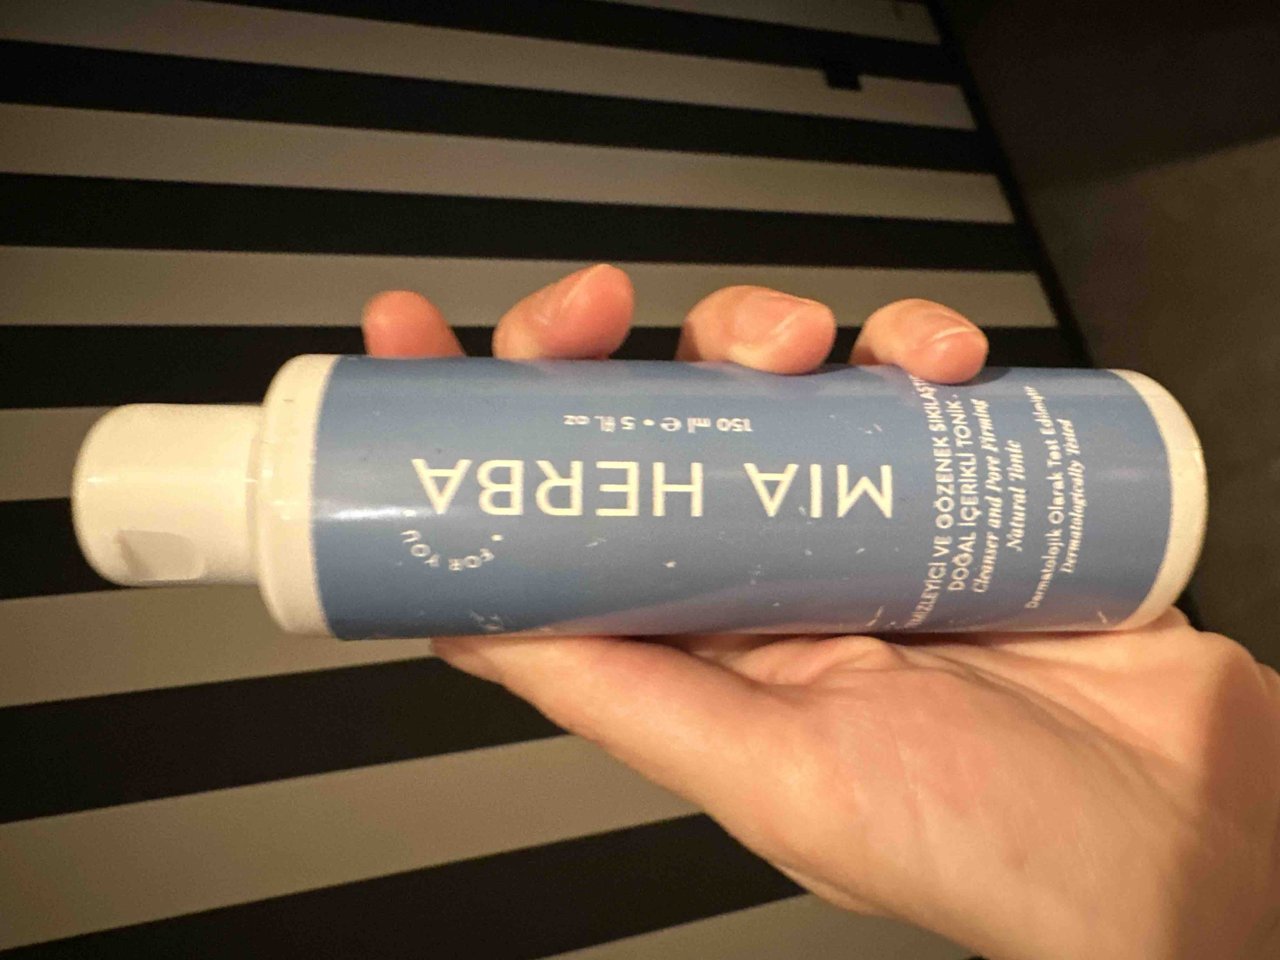 FOR YOU
MIA HERBA
150 ml e • 5 fl. oz
VE GÖZENEK
DOĞAL İÇERİKLİ TONİK.
Cleanser and Pore Firming
Natural Tonic
Dermatolojik Olarak Test Edilmiştir
Dermatologically Tested